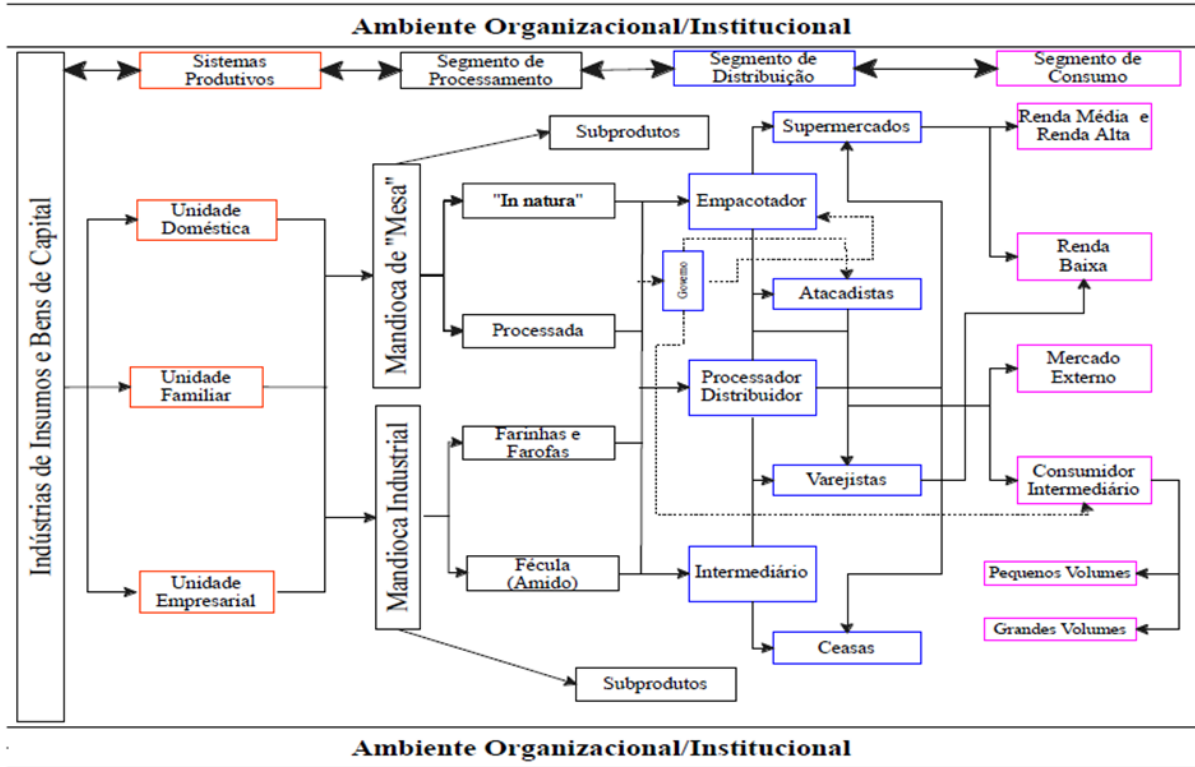 Ambiente Organizacional/Institucional
Indústrias de Insumos e Bens de Capital
Sistemas
Produtivos
Segmento de
Processamento
Segmento de
Distribuição
Segmento de
Consumo
Unidade
Doméstica
Unidade
Familiar
Unidade
Empresarial
Mandioca de "Mesa"
Mandioca Industrial
Subprodutos
"In natura"
Processada
Farinhas e
Farofas
Fécula
(Amido)
Subprodutos
Governo
Supermercados
Empacotador
Atacadistas
Processador
Distribuidor
Varejistas
Intermediário
Ceasas
Renda Média e
Renda Alta
Renda
Baixa
Mercado
Externo
Consumidor
Intermediário
Pequenos Volumes
Grandes Volumes
Ambiente Organizacional/Institucional